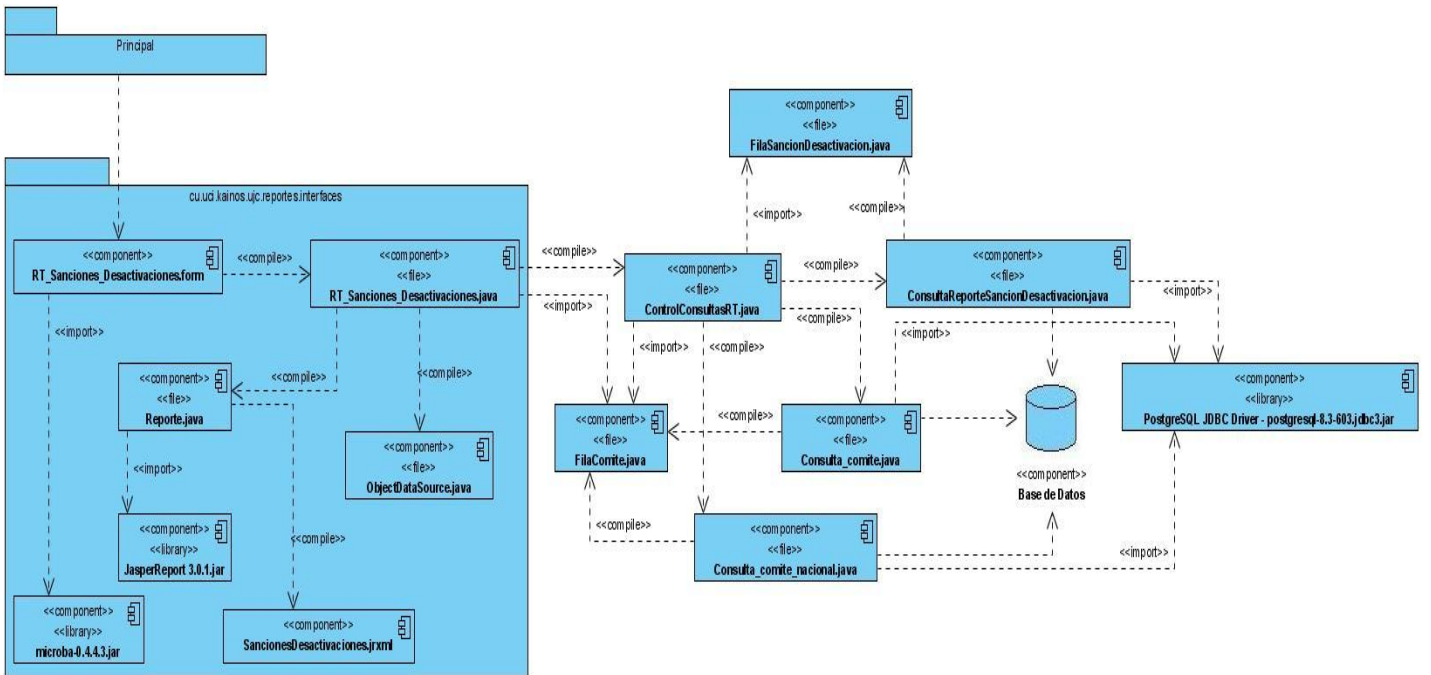 Principal
cu.uci.kainos.ujc.reportes.interfaces
<<component>>
RT_Sanciones_Desactivaciones.form
<<compile>>
<<component>>
<<file>>
RT_Sanciones_Desactivaciones.java
<<import>>
<<component>>
<<file>>
Reporte.java
<<compile>>
<<compile>>
<<import>>
<<component>>
<<file>>
ObjectDataSource.java
<<component>>
<<library>>
JasperReport 3.0.1.jar
<<compile>>
<<component>>
<<library>>
microba-0.4.4.3.jar
<<component>>
SancionesDesactivaciones.jrxml
<<component>>
<<file>>
FilaSancionDesactivacion.java
<<import>>
<<compile>>
<<compile>>
<<import>>
<<component>>
<<file>>
ControlConsultasRT.java
<<compile>>
<<component>>
<<file>>
ConsultaReporteSancionDesactivacion.java
<<import>>
<<compile>>
<<compile>>
<<import>>
<<import>>
<<component>>
<<library>>
PostgreSQL JDBC Driver - postgresql-8.3-603.jdbc3.jar
<<component>>
<<file>>
FilaComite.java
<<compile>>
<<component>>
<<file>>
Consulta_comite.java
<<component>>
Base de Datos
<<compile>>
<<component>>
<<file>>
Consulta_comite_nacional.java
<<import>>